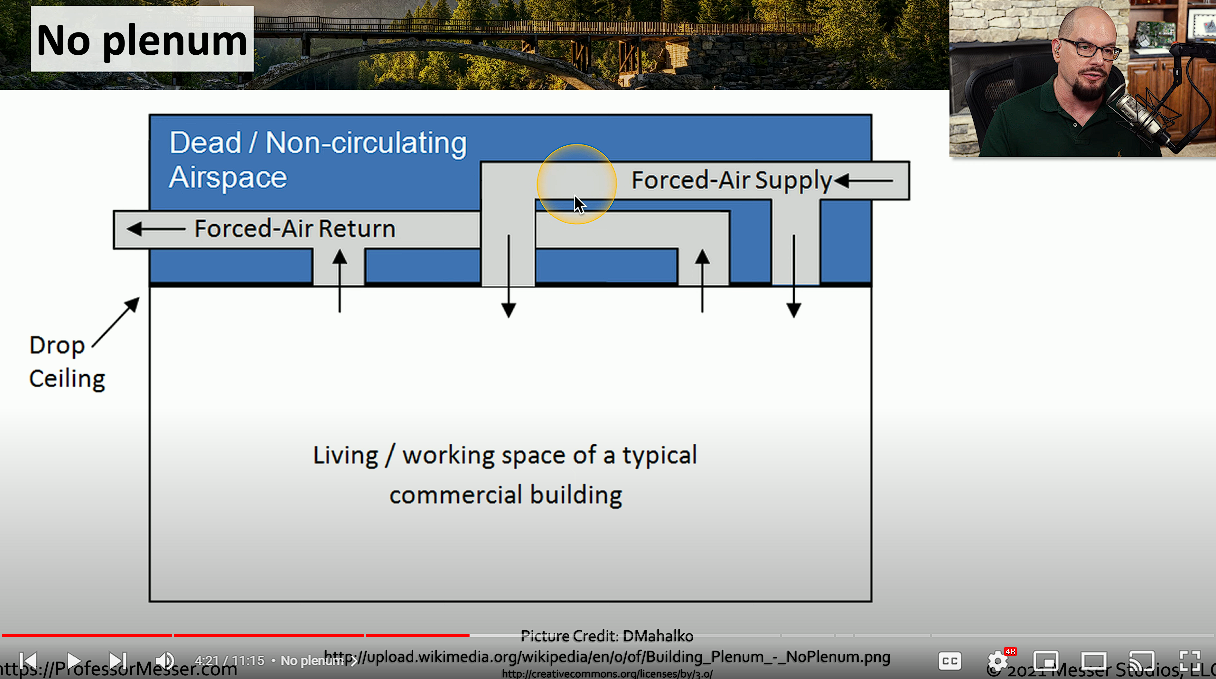 No plenum
Dead / Non-circulating
Airspace
Forced-Air Supply
Forced-Air Return
Drop
Ceiling
Living / working space of a typical
commercial building
Picture Credit: DMahalko
4:21 / 11:15 • No plenum
http://upload.wikimedia.org/wikipedia/en/o/of/Building_Plenum_-_NoPlenum.png
CC
4K
https://ProfessorMesser.com
http://creativecommons.org/licenses/by/3.0/
© 2021 Messer Studios, LLC